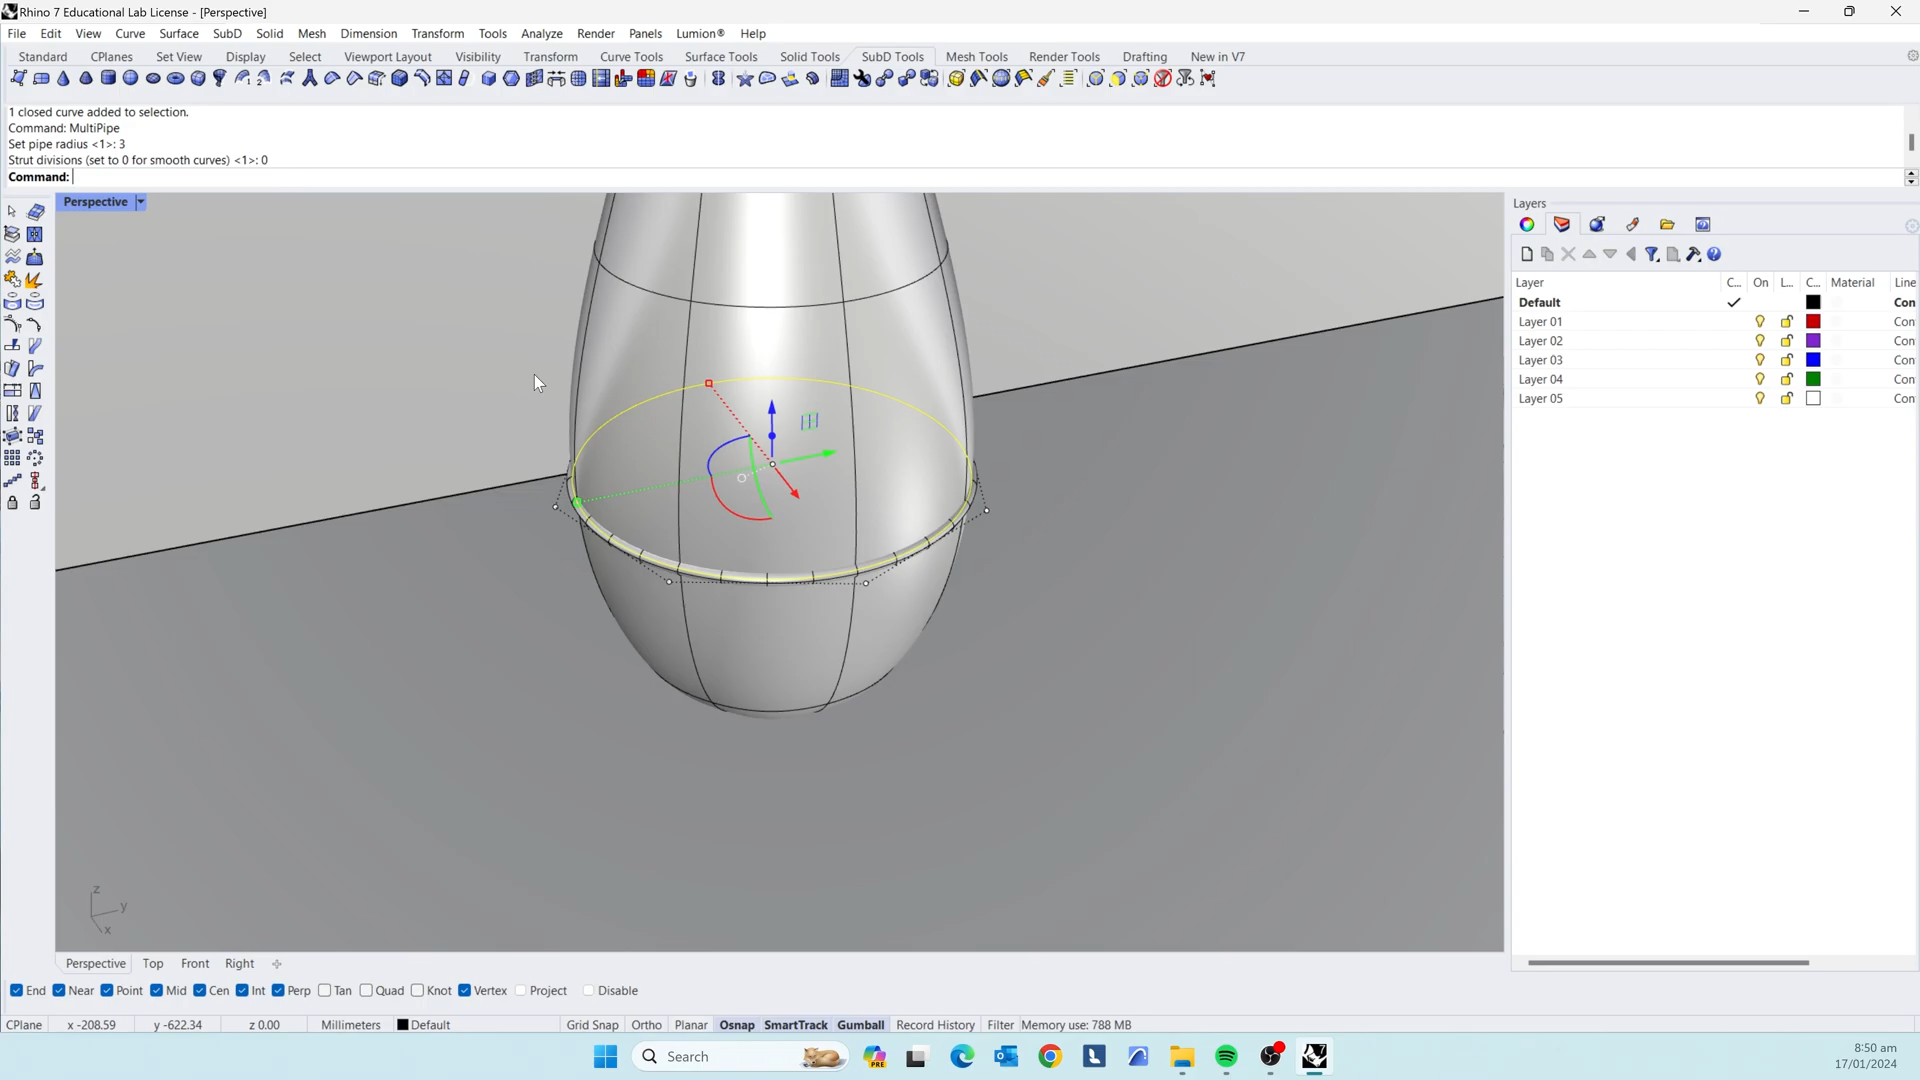 Rhino 7 Educational Lab License - [Perspective]
File Edit View Curve Surface SubD Solid Mesh Dimension Transform Tools Analyze Render Panels Lumion® Help
Standard CPlanes Set View Display Select Viewport Layout Visibility Transform Curve Tools Surface Tools Solid Tools SubD Tools Mesh Tools Render Tools Drafting New in V7
1 closed curve added to selection.
Command: MultiPipe
Set pipe radius <1>: 3
Strut divisions (set to 0 for smooth curves) <1>: 0
Command:
Perspective
Layers
Layer C... On L... C... Material Line
Default Con
Layer 01 Con
Layer 02 Con
Layer 03 Con
Layer 04 Con
Layer 05 Con
z
y
x
Perspective Top Front Right
End Near Point Mid Cen Int Perp Tan Quad Knot Vertex Project Disable
CPlane x -208.59 y -622.34 z 0.00 Millimeters Default Grid Snap Ortho Planar Osnap SmartTrack Gumball Record History Filter Memory use: 788 MB
Search PRE
8:50 am
17/01/2024